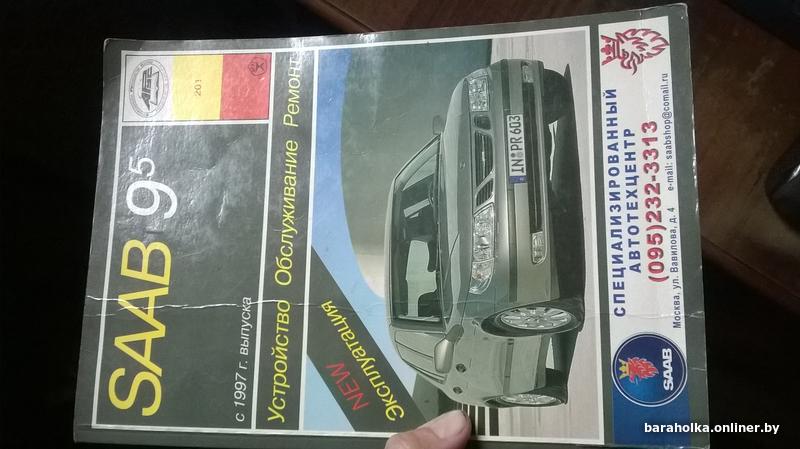 SAAB 9⁵
с 1997 г. выпуска
Устройство Обслуживание Ремонт
NEW
Эксплуатация
201
IN PR 603
СПЕЦИАЛИЗИРОВАННЫЙ
АВТОТЕХЦЕНТР
(095)232-3313
Москва, ул. Вавилова, д. 4 e-mail: saabshop@comail.ru
SAAB
baraholka.onliner.by